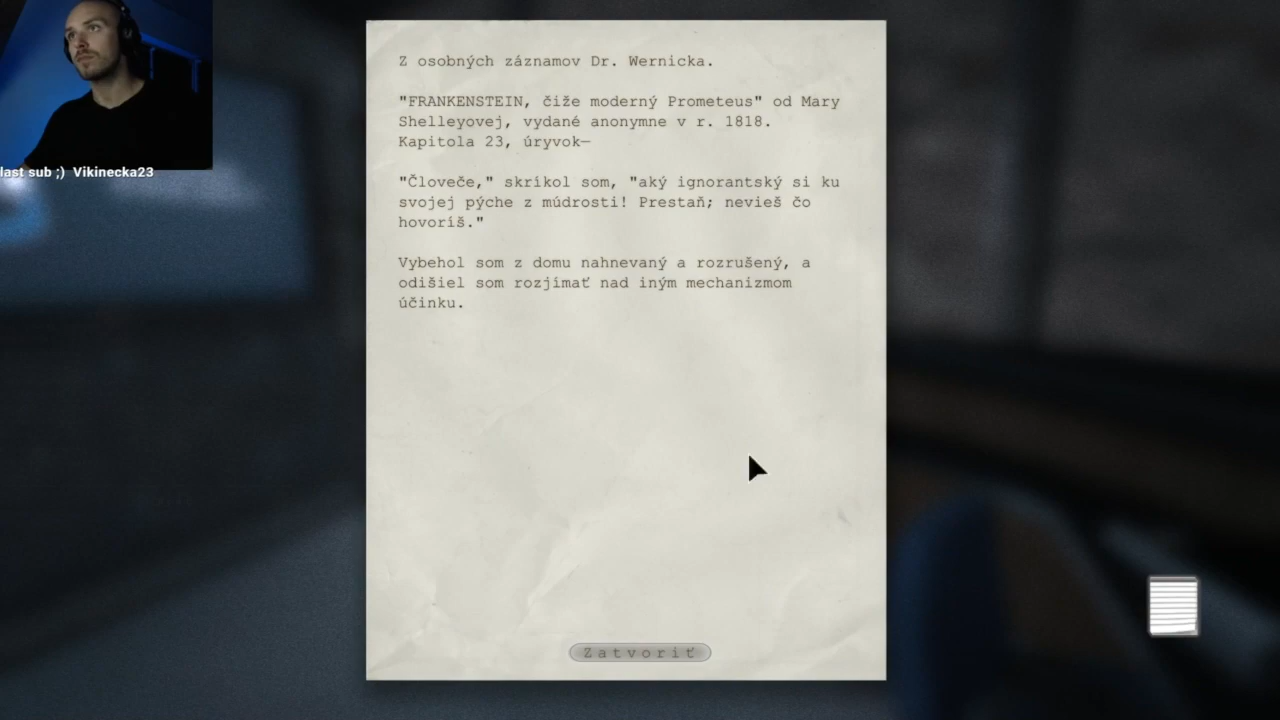 last sub ;) Vikinecka23
Z osobných záznamov Dr. Wernicka.
"FRANKENSTEIN, čiže moderný Prometeus" od Mary
Shelleyovej, vydané anonymne v r. 1818.
Kapitola 23, úryvok—
"Človeče," skríkol som, "aký ignorantský si ku
svojej pýche z múdrosti! Prestaň; nevieš čo
hovoríš."
Vybehol som z domu nahnevaný a rozrušený, a
odišiel som rozjímať nad iným mechanizmom
účinku.
Zatvoriť